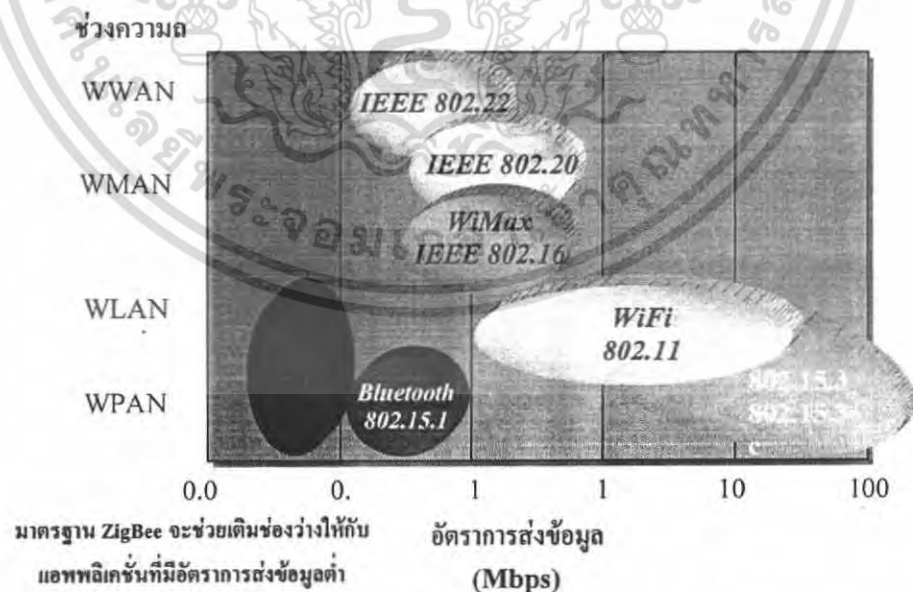 ช่วงความถ
WWAN
IEEE 802.22
IEEE 802.20
WMAN
WiMax
IEEE 802.16
WLAN
WiFi
802.11
802.15.3
WPAN
Bluetooth
802.15.1
c
0.0 0. 1 1 10 100
มาตรฐาน ZigBee จะช่วยเติมช่องว่างให้กับ
แอพพลิเคชั่นที่มีอัตราการส่งข้อมูลต่ำ
อัตราการส่งข้อมูล
(Mbps)